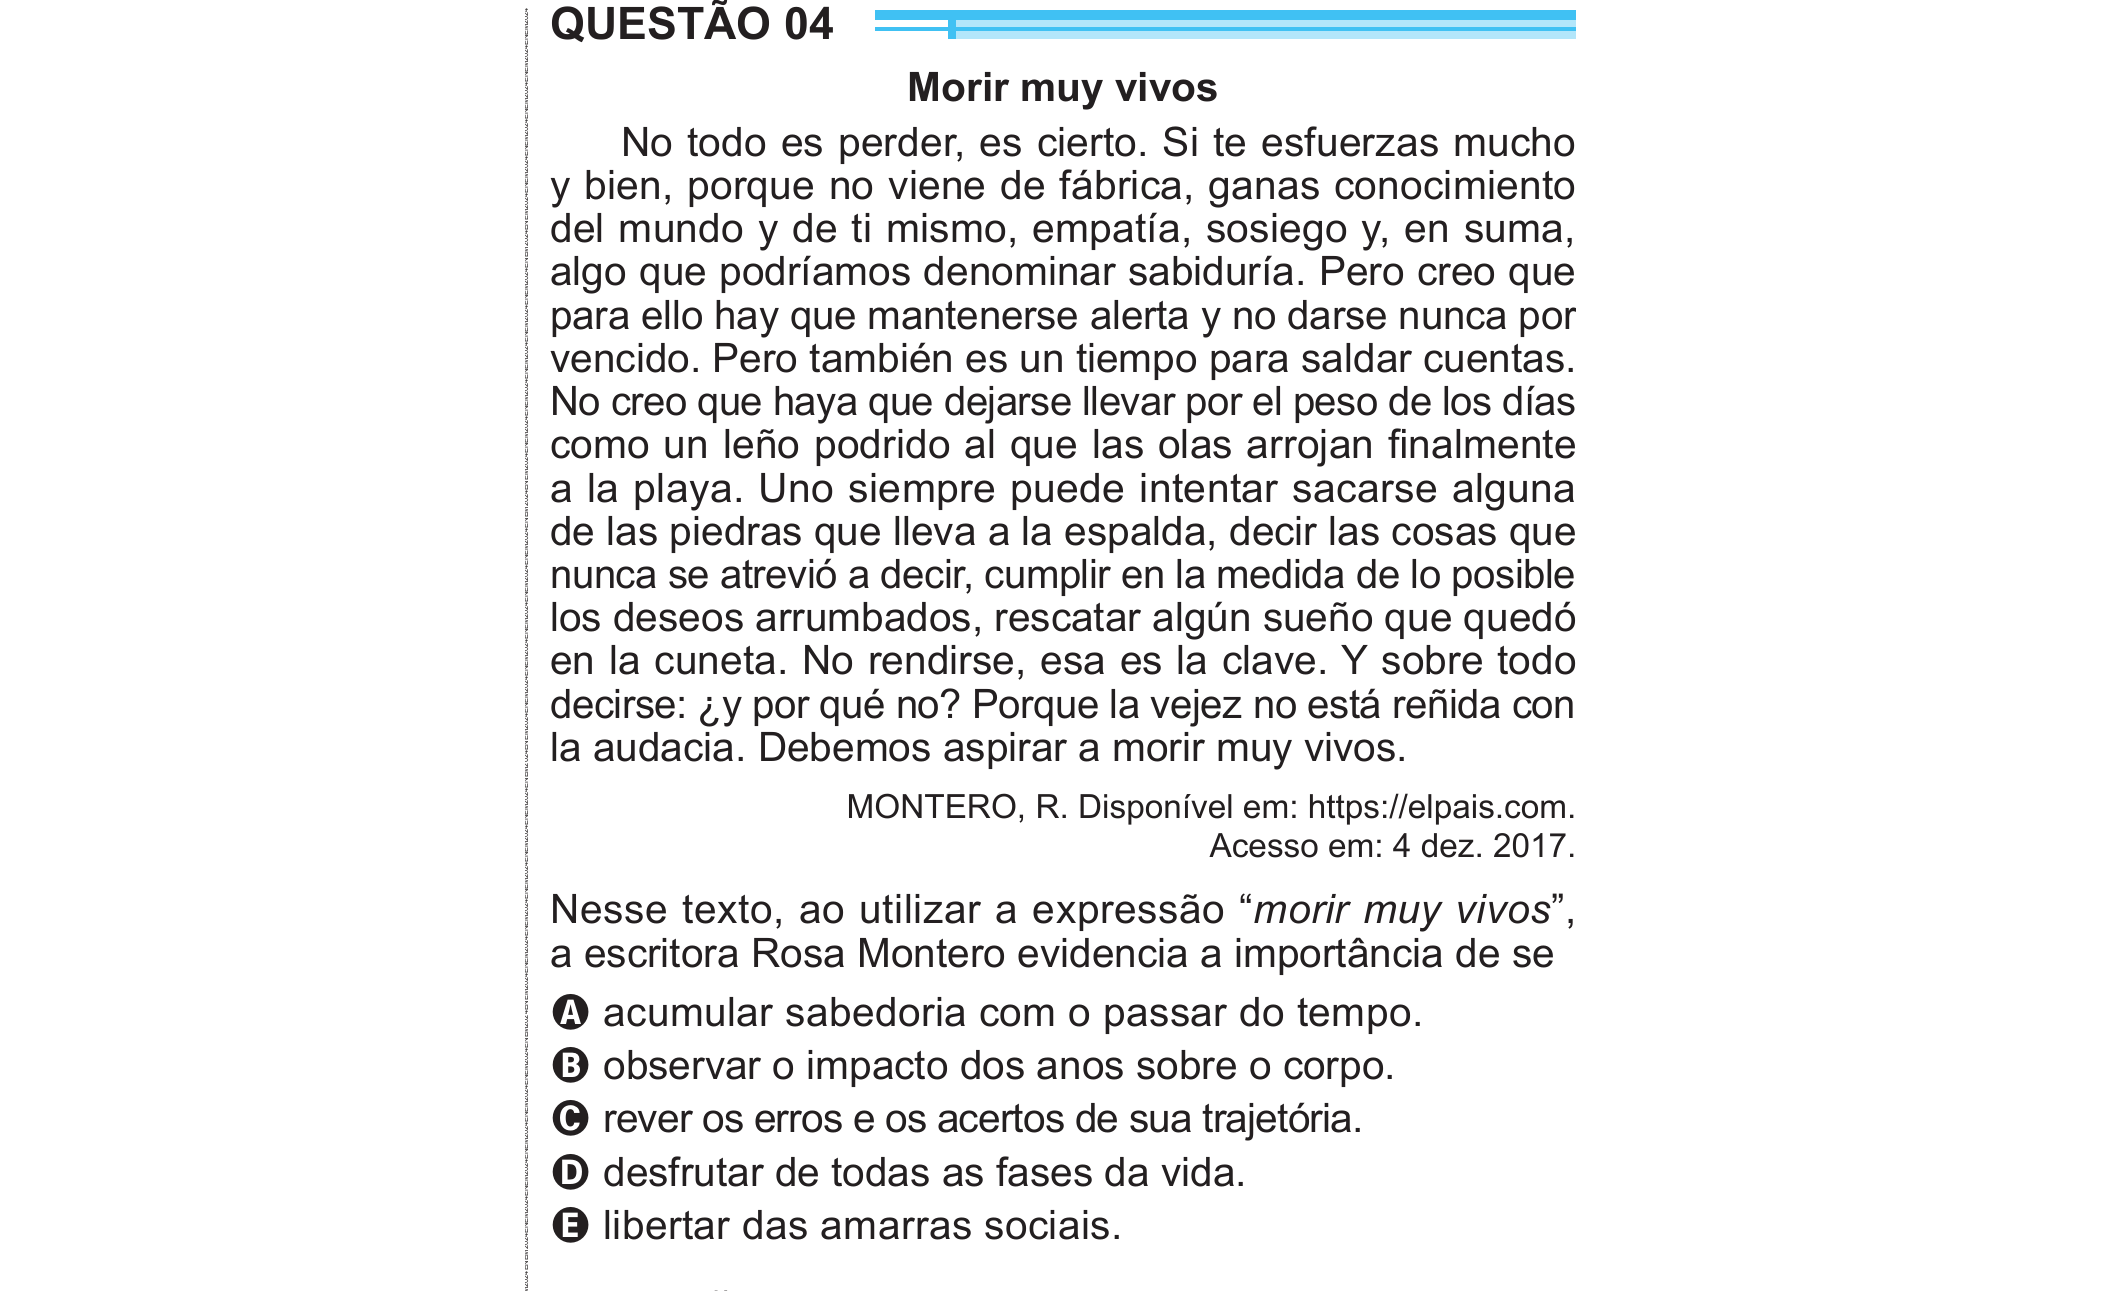 QUESTÃO 04
Morir muy vivos
No todo es perder, es cierto. Si te esfuerzas mucho
y bien, porque no viene de fábrica, ganas conocimiento
del mundo y de ti mismo, empatía, sosiego y, en suma,
algo que podríamos denominar sabiduría. Pero creo que
para ello hay que mantenerse alerta y no darse nunca por
vencido. Pero también es un tiempo para saldar cuentas.
No creo que haya que dejarse llevar por el peso de los días
como un leño podrido al que las olas arrojan finalmente
a la playa. Uno siempre puede intentar sacarse alguna
de las piedras que lleva a la espalda, decir las cosas que
nunca se atrevió a decir, cumplir en la medida de lo posible
los deseos arrumbados, rescatar algún sueño que quedó
en la cuneta. No rendirse, esa es la clave. Y sobre todo
decirse: ¿y por qué no? Porque la vejez no está reñida con
la audacia. Debemos aspirar a morir muy vivos.
MONTERO, R. Disponível em: https://elpais.com.
Acesso em: 4 dez. 2017.
Nesse texto, ao utilizar a expressão “morir muy vivos”,
a escritora Rosa Montero evidencia a importância de se
A acumular sabedoria com o passar do tempo.
B observar o impacto dos anos sobre o corpo.
C rever os erros e os acertos de sua trajetória.
D desfrutar de todas as fases da vida.
E libertar das amarras sociais.